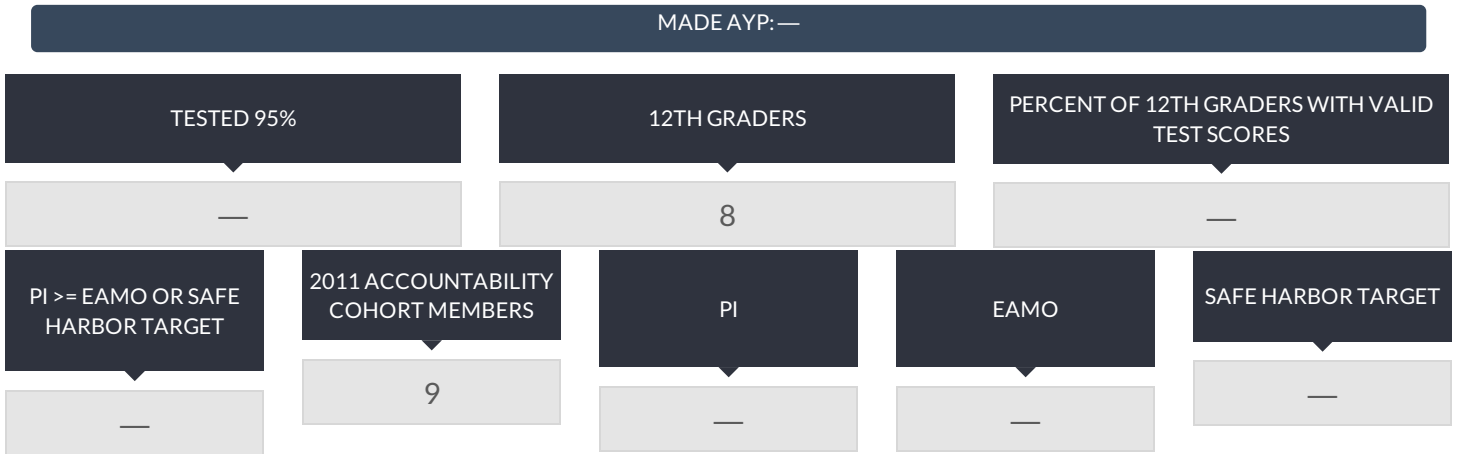 MADE AYP: —
TESTED 95%
—
12TH GRADERS
8
PERCENT OF 12TH GRADERS WITH VALID
TEST SCORES
—
PI >= EAMO OR SAFE
HARBOR TARGET
—
2011 ACCOUNTABILITY
COHORT MEMBERS
9
PI
—
EAMO
—
SAFE HARBOR TARGET
—